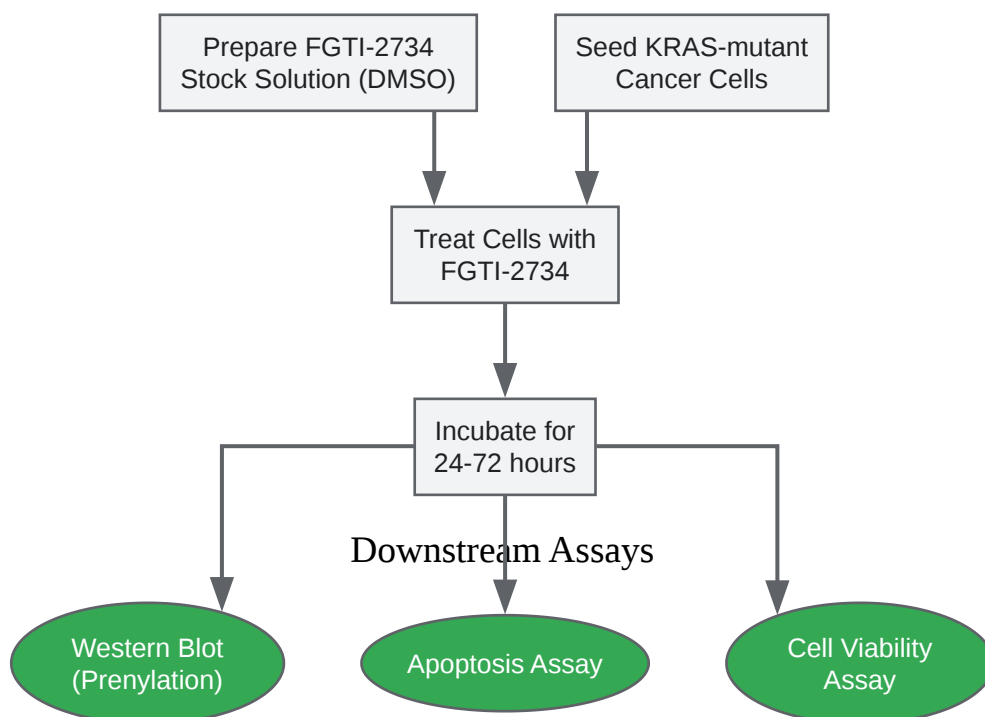 Prepare FGTI-2734
Stock Solution (DMSO)
Seed KRAS-mutant
Cancer Cells
Treat Cells with
FGTI-2734
Incubate for
24-72 hours
Downstream Assays
Western Blot
(Prenylation)
Apoptosis Assay
Cell Viability
Assay